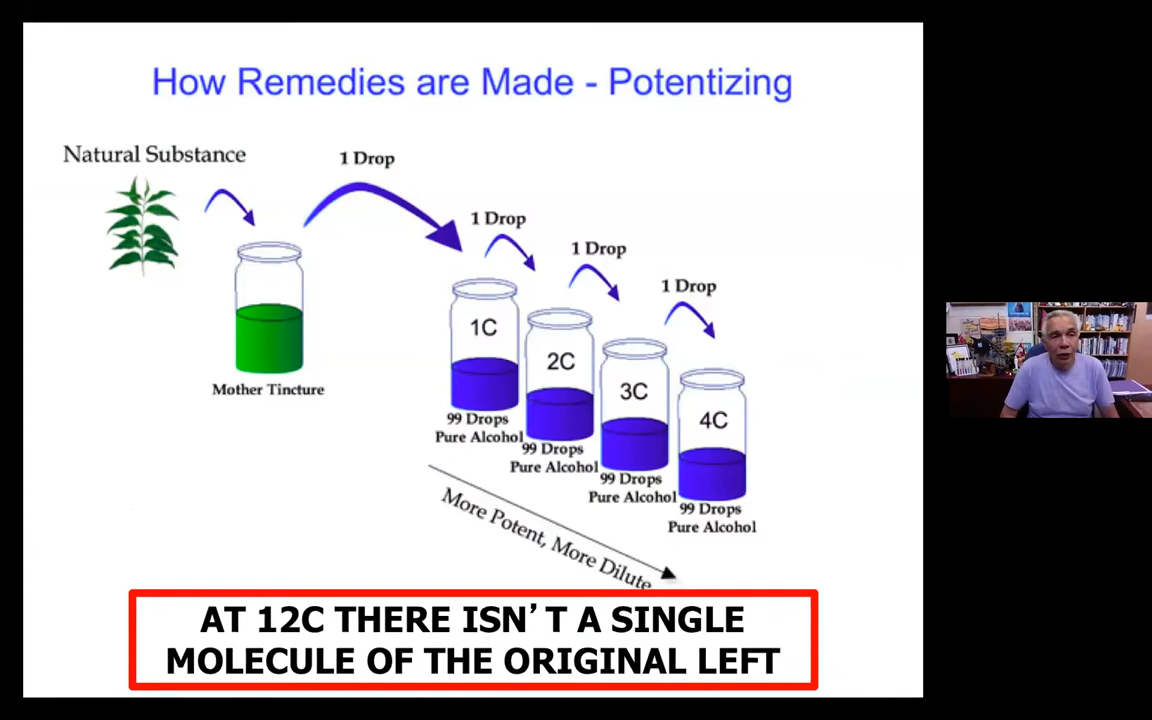 How Remedies are Made - Potentizing
Natural Substance
1 Drop
1 Drop
1 Drop
1 Drop
Mother Tincture
1C
2C
3C
4C
99 Drops
Pure Alcohol
99 Drops
Pure Alcohol
99 Drops
Pure Alcohol
99 Drops
Pure Alcohol
More Potent, More Dilute
AT 12C THERE ISN’T A SINGLE
MOLECULE OF THE ORIGINAL LEFT